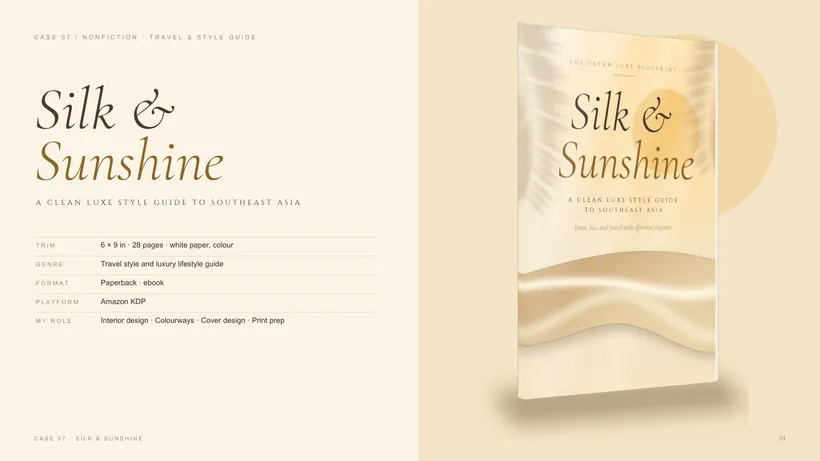 CASE 07 / NONFICTION · TRAVEL & STYLE GUIDE
Silk &
Sunshine
A CLEAN LUXE STYLE GUIDE TO SOUTHEAST ASIA
TRIM 6 × 9 in · 28 pages · white paper, colour
GENRE Travel style and luxury lifestyle guide
FORMAT Paperback · ebook
PLATFORM Amazon KDP
MY ROLE Interior design · Colourways · Cover design · Print prep
CASE 07 · SILK & SUNSHINE
THE CLEAN LUXE BLUEPRINT
Silk &
Sunshine
A CLEAN LUXE STYLE GUIDE
TO SOUTHEAST ASIA
Dress, live and travel with effortless elegance
01